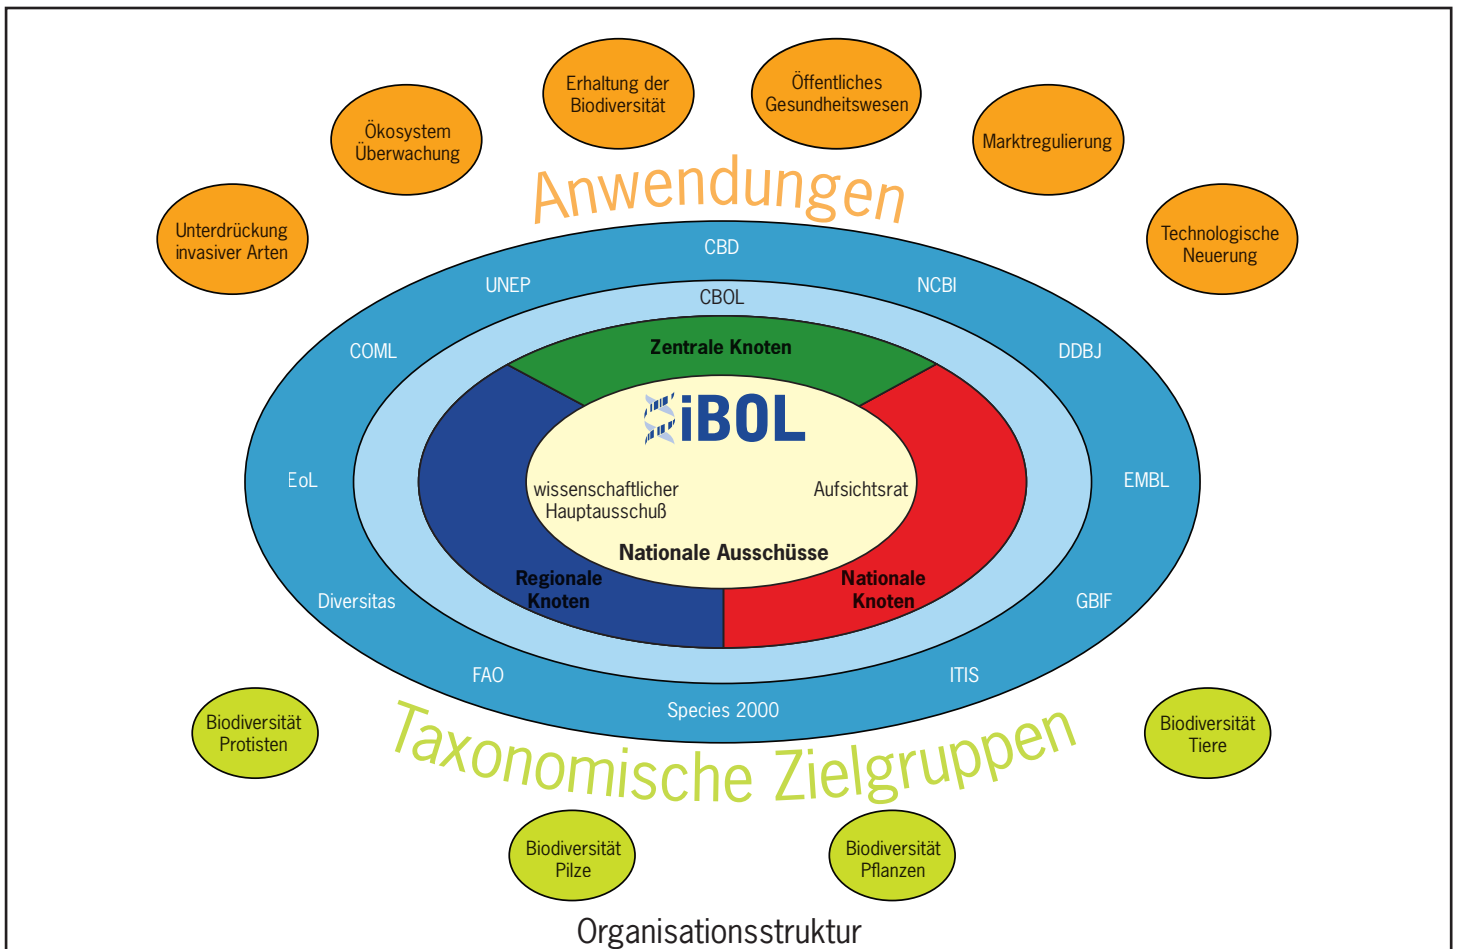 Erhaltung der
Biodiversität
Öffentliches
Gesundheitswesen
Ökosystem
Überwachung
Marktregulierung
Unterdrückung
invasiver Arten
Technologische
Neuerung
Anwendungen
CBD
UNEP
NCBI
CBOL
COML
DDBJ
Zentrale Knoten
iBOL
EoL
EMBL
wissenschaftlicher
Hauptausschuß
Aufsichtsrat
Nationale Ausschüsse
Regionale
Knoten
Nationale
Knoten
Diversitas
GBIF
FAO
ITIS
Species 2000
Taxonomische Zielgruppen
Biodiversität
Protisten
Biodiversität
Tiere
Biodiversität
Pilze
Biodiversität
Pflanzen
Organisationsstruktur